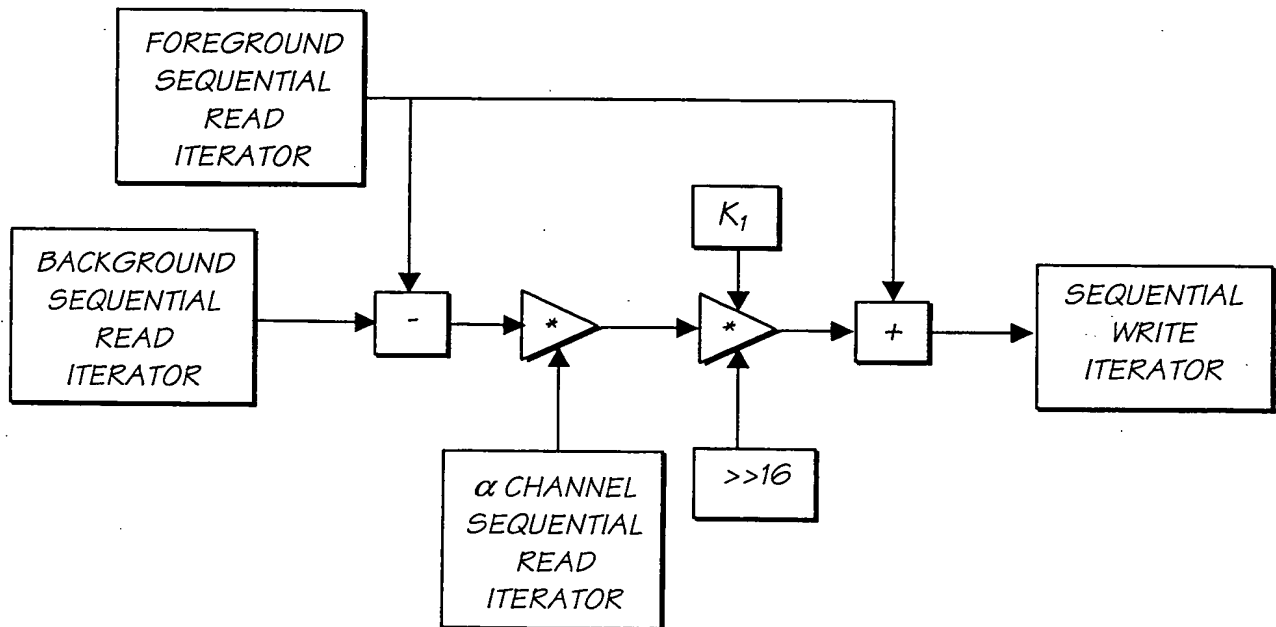 FOREGROUND
SEQUENTIAL
READ
ITERATOR
K1
BACKGROUND
SEQUENTIAL
READ
ITERATOR
-
*
*
+
SEQUENTIAL
WRITE
ITERATOR
α CHANNEL
SEQUENTIAL
READ
ITERATOR
>>16